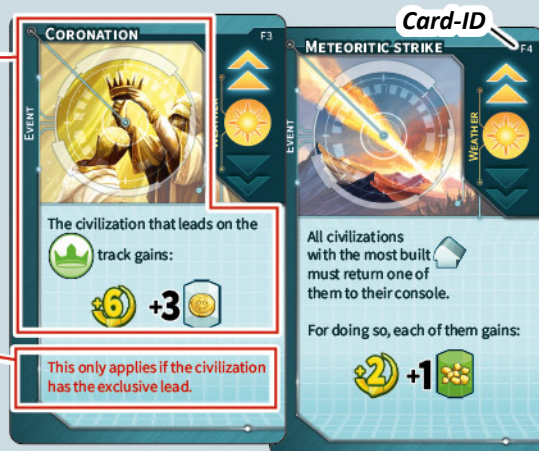 Card-ID
CORONATION
F3
EVENT
WEATHER
The civilization that leads on the
track gains:
+6 +3
This only applies if the civilization
has the exclusive lead.
METEORITIC STRIKE
F4
EVENT
WEATHER
All civilizations
with the most built
must return one of
them to their console.
For doing so, each of them gains:
+2 +1